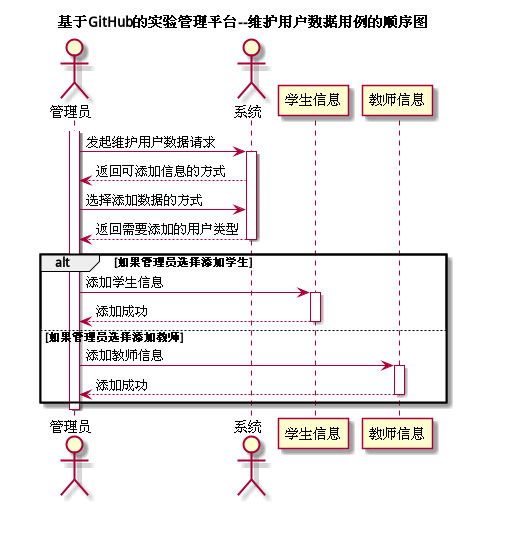 基于GitHub的实验管理平台--维护用户数据用例的顺序图
管理员 系统 学生信息 教师信息
发起维护用户数据请求
返回可添加信息的方式
选择添加数据的方式
返回需要添加的用户类型
alt [如果管理员选择添加学生]
添加学生信息
添加成功
[如果管理员选择添加教师]
添加教师信息
添加成功
管理员 系统 学生信息 教师信息